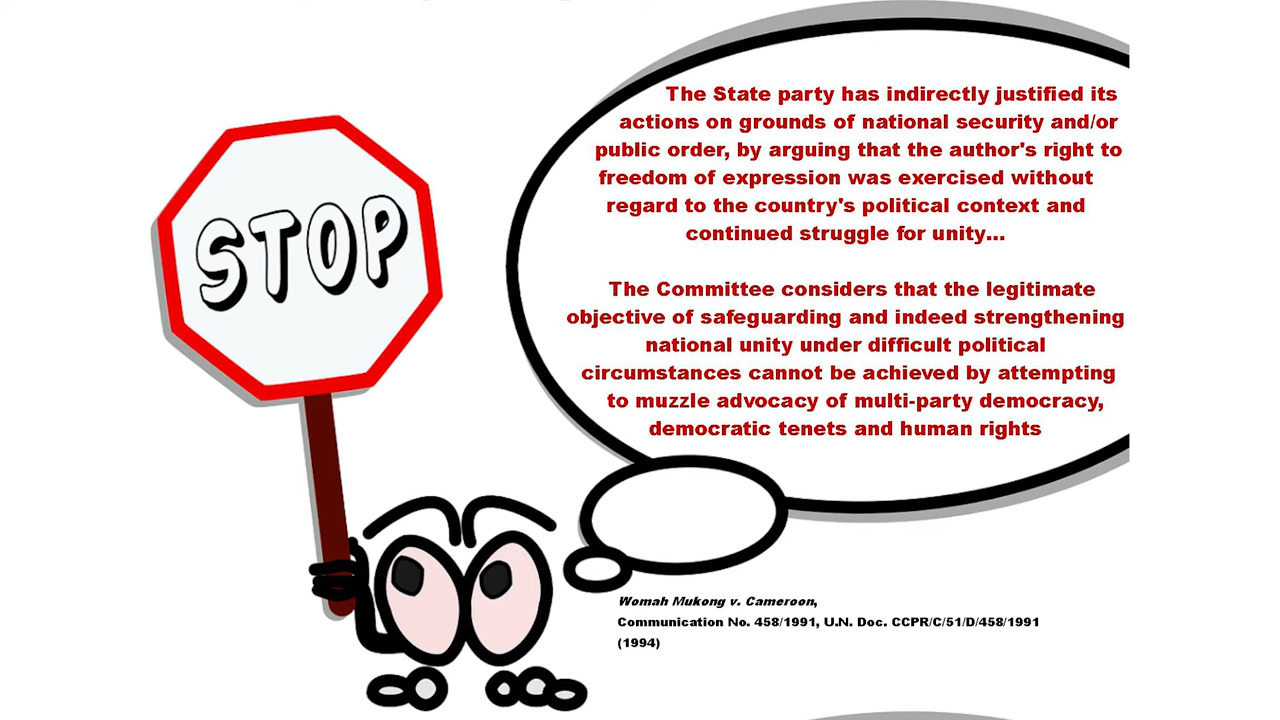 STOP
The State party has indirectly justified its
actions on grounds of national security and/or
public order, by arguing that the author's right to
freedom of expression was exercised without
regard to the country's political context and
continued struggle for unity...
The Committee considers that the legitimate
objective of safeguarding and indeed strengthening
national unity under difficult political
circumstances cannot be achieved by attempting
to muzzle advocacy of multi-party democracy,
democratic tenets and human rights
Womah Mukong v. Cameroon,
Communication No. 458/1991, U.N. Doc. CCPR/C/51/D/458/1991
(1994)